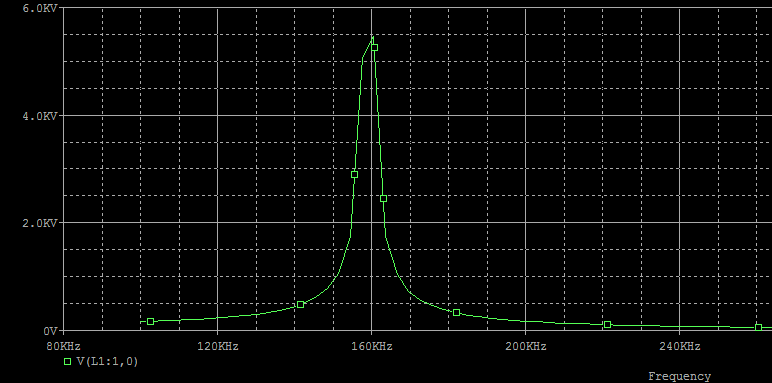 6.0KV
4.0KV
2.0KV
0V
80KHz 120KHz 160KHz 200KHz 240KHz
V(L1:1,0)
Frequency